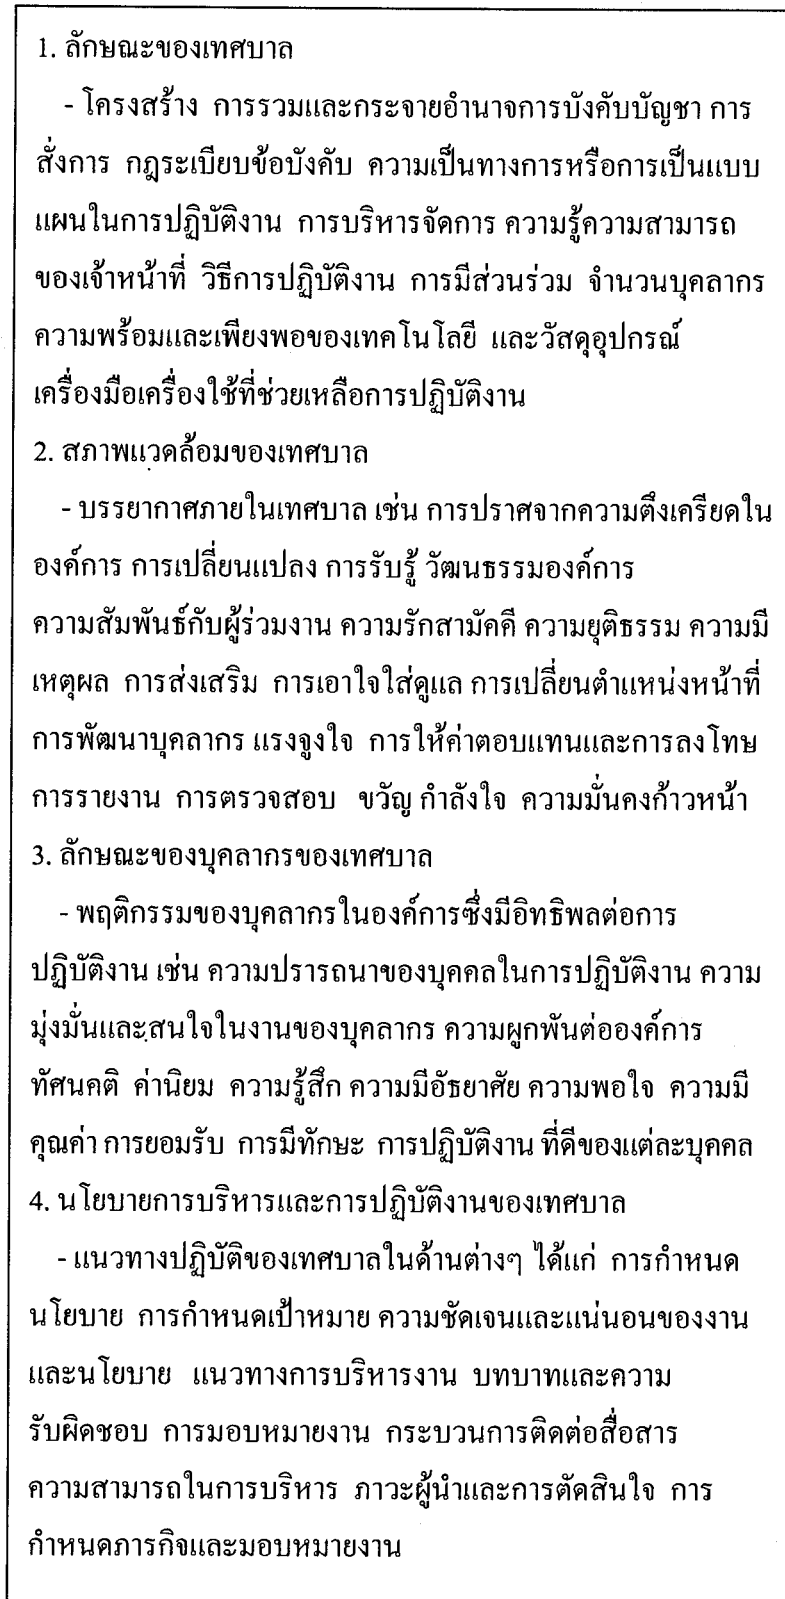 1. ลักษณะของเทศบาล
- โครงสร้าง การรวมและกระจายอำนาจการบังคับบัญชา การ
สั่งการ กฎระเบียบข้อบังคับ ความเป็นทางการหรือการเป็นแบบ
แผนในการปฏิบัติงาน การบริหารจัดการ ความรู้ความสามารถ
ของเจ้าหน้าที่ วิธีการปฏิบัติงาน การมีส่วนร่วม จำนวนบุคลากร
ความพร้อมและเพียงพอของเทคโนโลยี และวัสดุอุปกรณ์
เครื่องมือเครื่องใช้ที่ช่วยเหลือการปฏิบัติงาน
2. สภาพแวดล้อมของเทศบาล
- บรรยากาศภายในเทศบาล เช่น การปราศจากความตึงเครียดใน
องค์การ การเปลี่ยนแปลง การรับรู้ วัฒนธรรมองค์การ
ความสัมพันธ์กับผู้ร่วมงาน ความรักสามัคคี ความยุติธรรม ความมี
เหตุผล การส่งเสริม การเอาใจใส่ดูแล การเปลี่ยนตำแหน่งหน้าที่
การพัฒนาบุคลากร แรงจูงใจ การให้ค่าตอบแทนและการลงโทษ
การรายงาน การตรวจสอบ ขวัญ กำลังใจ ความมั่นคงก้าวหน้า
3. ลักษณะของบุคลากรของเทศบาล
- พฤติกรรมของบุคลากรในองค์การซึ่งมีอิทธิพลต่อการ
ปฏิบัติงาน เช่น ความปรารถนาของบุคคลในการปฏิบัติงาน ความ
มุ่งมั่นและสนใจในงานของบุคลากร ความผูกพันต่อองค์การ
ทัศนคติ ค่านิยม ความรู้สึก ความมีอัธยาศัย ความพอใจ ความมี
คุณค่า การยอมรับ การมีทักษะ การปฏิบัติงาน ที่ดีของแต่ละบุคคล
4. นโยบายการบริหารและการปฏิบัติงานของเทศบาล
- แนวทางปฏิบัติของเทศบาลในด้านต่างๆ ได้แก่ การกำหนด
นโยบาย การกำหนดเป้าหมาย ความชัดเจนและแน่นอนของงาน
และนโยบาย แนวทางการบริหารงาน บทบาทและความ
รับผิดชอบ การมอบหมายงาน กระบวนการติดต่อสื่อสาร
ความสามารถในการบริหาร ภาวะผู้นำและการตัดสินใจ การ
กำหนดภารกิจและมอบหมายงาน